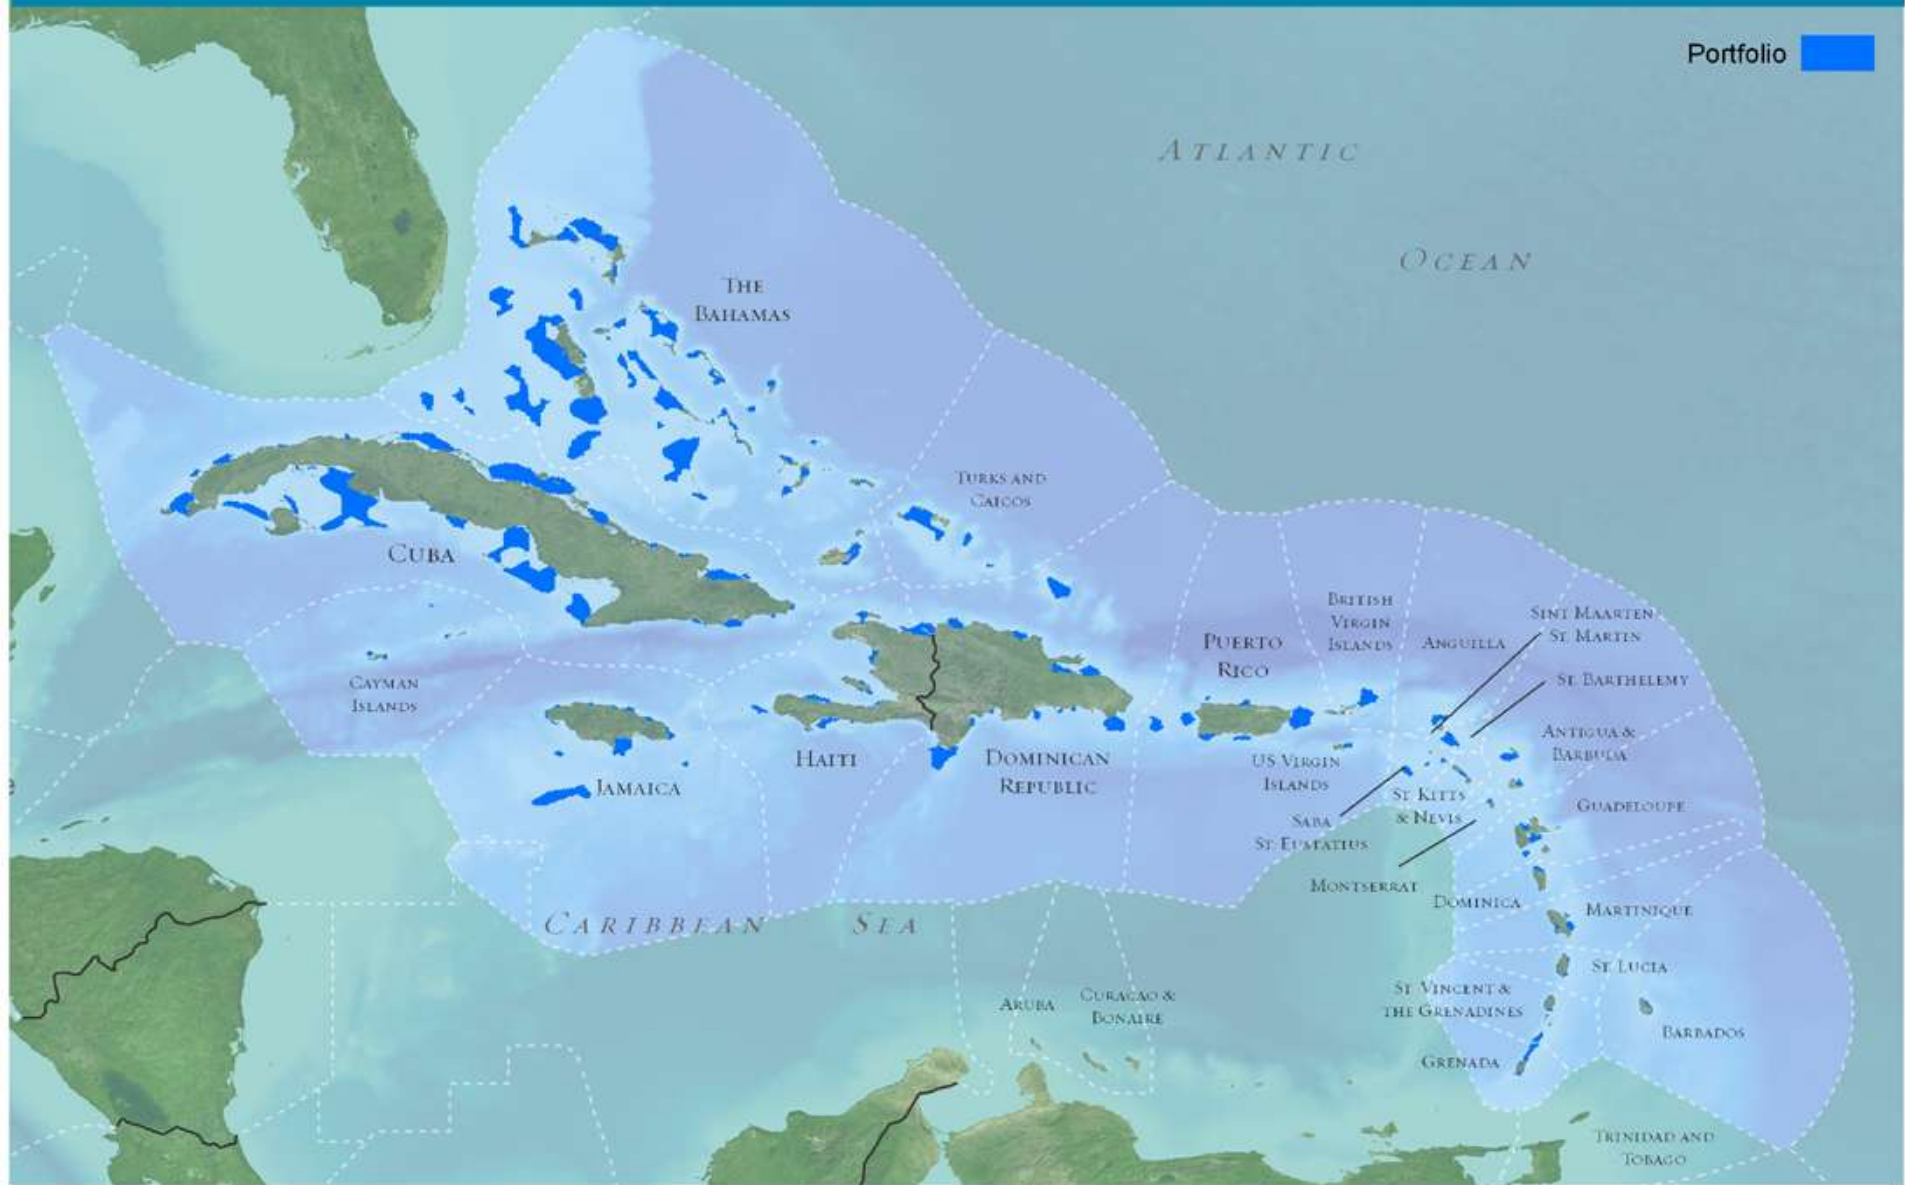 Portfolio
ATLANTIC
OCEAN
THE
BAHAMAS
TURKS AND
CAICOS
CUBA
CAYMAN
ISLANDS
JAMAICA
HAITI
DOMINICAN
REPUBLIC
PUERTO
RICO
BRITISH
VIRGIN
ISLANDS
ANGUILLA
SINT MAARTEN
ST. MARTIN
ST. BARTHELEMY
ANTIGUA &
BARBUDA
US VIRGIN
ISLANDS
ST. KITTS
& NEVIS
SABA
ST. EUSTATIUS
GUADELOUPE
MONTSERRAT
DOMINICA
MARTINIQUE
CARIBBEAN SEA
ST. LUCIA
ST. VINCENT &
THE GRENADINES
BARBADOS
ARUBA
CURACAO &
BONAIRE
GRENADA
TRINIDAD AND
TOBAGO